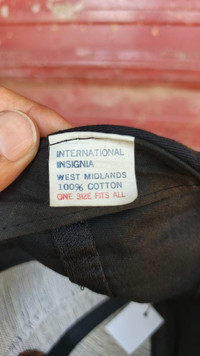 INTERNATIONAL
INSIGNIA
WEST MIDLANDS
100% COTTON
ONE SIZE FITS ALL